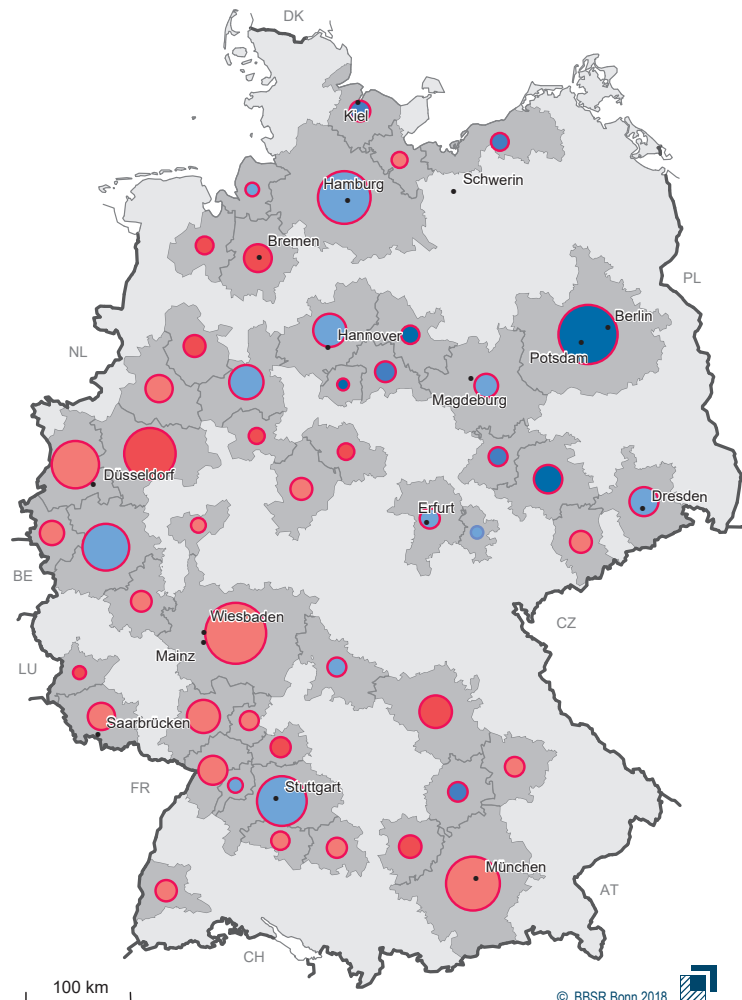 DK
Kiel
Schwerin
Hamburg
Bremen
PL
Berlin
Hannover
Potsdam
NL
Magdeburg
Düsseldorf
Dresden
Erfurt
BE
CZ
Wiesbaden
Mainz
LU
Saarbrücken
FR
Stuttgart
München
AT
CH
100 km
© BBSR Bonn 2018